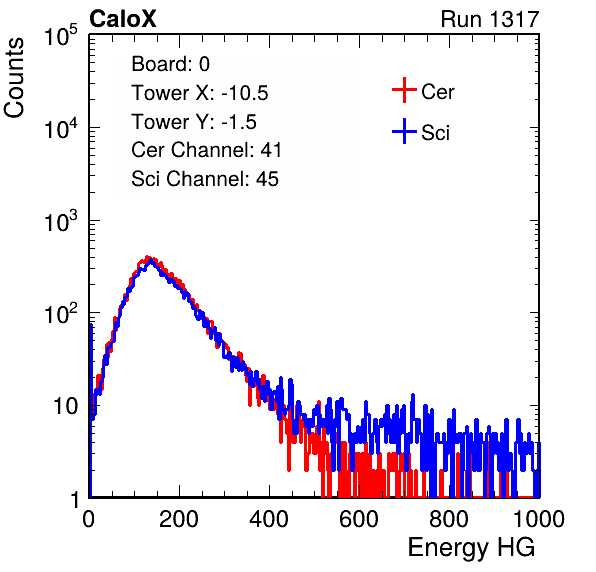 CaloX Run 1317
Counts
Board: 0
Tower X: -10.5
Tower Y: -1.5
Cer Channel: 41
Sci Channel: 45
Cer
Sci
10^5
10^4
10^3
10^2
10
1
0 200 400 600 800 1000
Energy HG